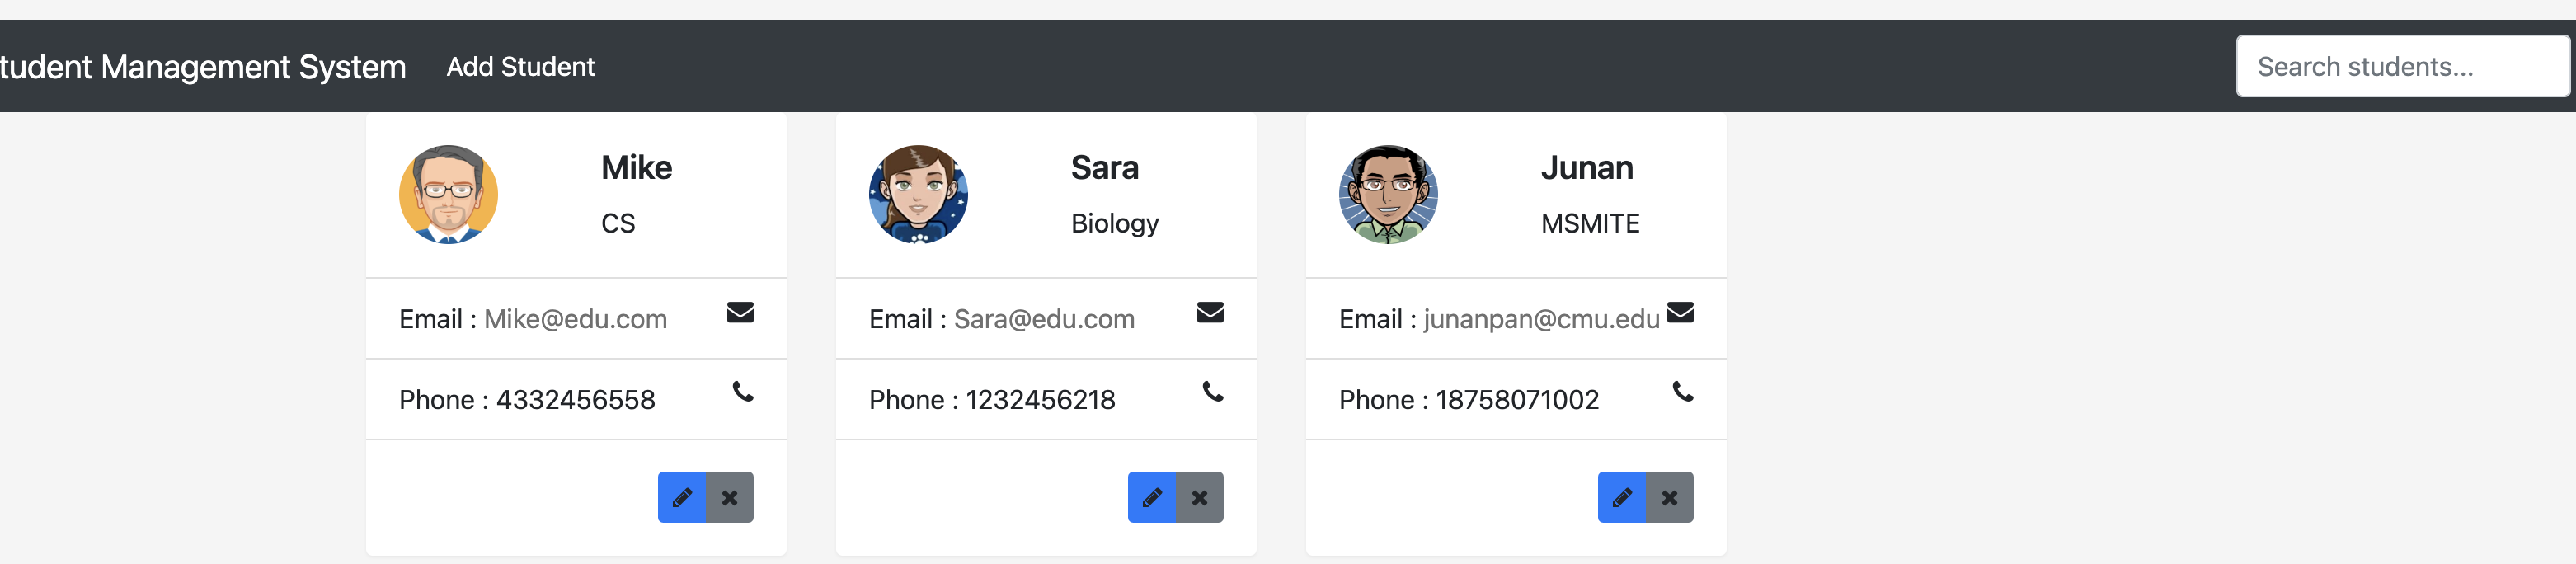 tudent Management System Add Student Search students...
Mike
CS
Email : Mike@edu.com
Phone : 4332456558
Sara
Biology
Email : Sara@edu.com
Phone : 1232456218
Junan
MSMITE
Email : junanpan@cmu.edu
Phone : 18758071002